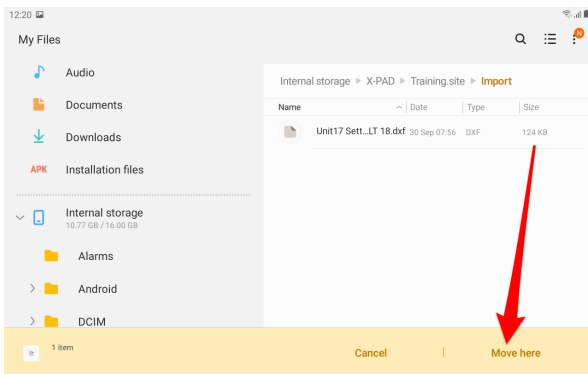 12:20
My Files
N
Audio
Documents
Downloads
APK Installation files
Internal storage
10.77 GB / 16.00 GB
Alarms
Android
DCIM
Internal storage ▶ X-PAD ▶ Training.site ▶ Import
Name Date Type Size
Unit17 Sett...LT 18.dxf 30 Sep 07:56 DXF 124 KB
1 item
Cancel | Move here